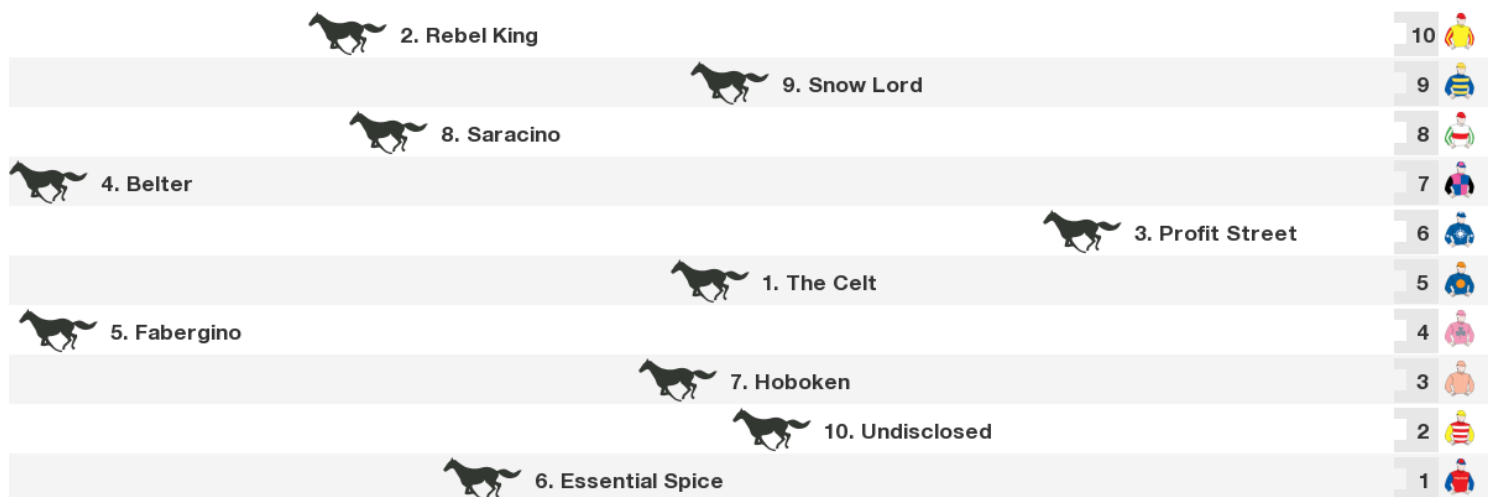 2. Rebel King 10
9. Snow Lord 9
8. Saracino 8
4. Belter 7
3. Profit Street 6
1. The Celt 5
5. Fabergino 4
7. Hoboken 3
10. Undisclosed 2
6. Essential Spice 1